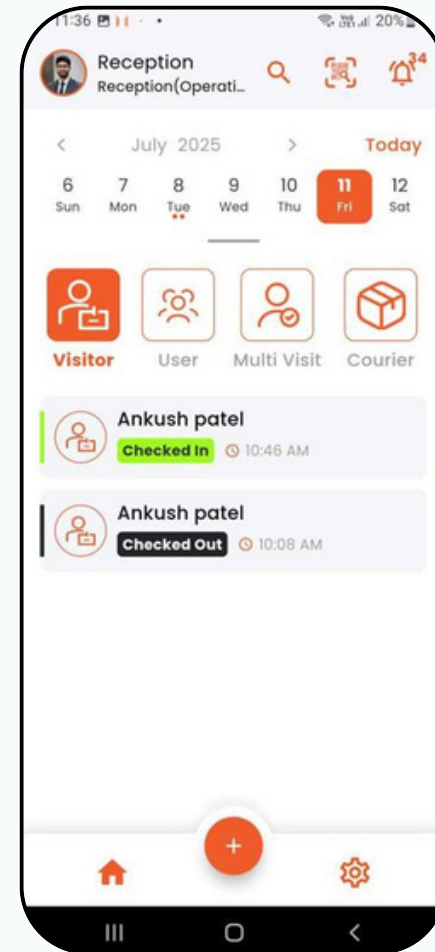 11:36
20%
Reception
Reception(Operati...
34
July 2025
Today
6 7 8 9 10 11 12
Sun Mon Tue Wed Thu Fri Sat
Visitor User Multi Visit Courier
Ankush patel
Checked In 10:46 AM
Ankush patel
Checked Out 10:08 AM